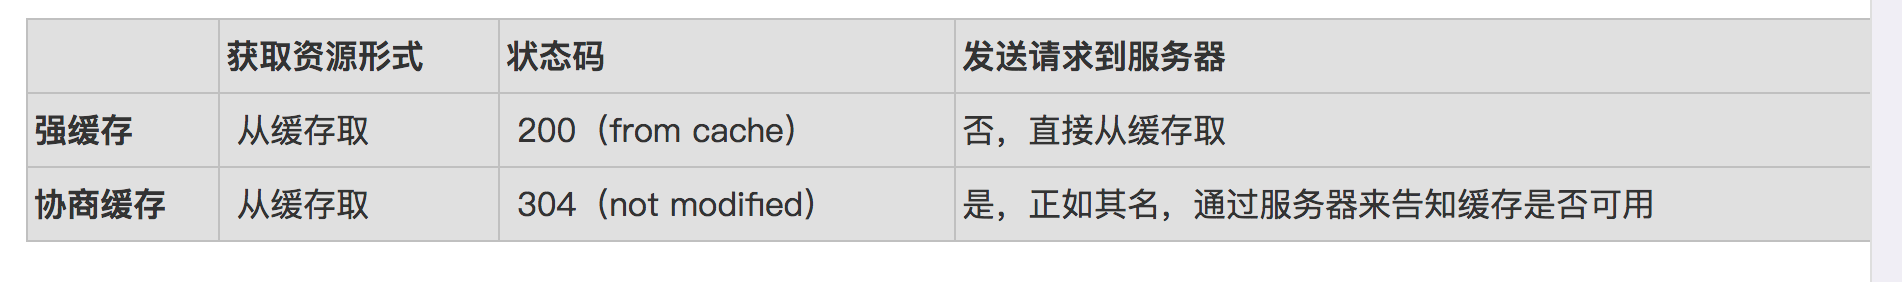 获取资源形式 状态码 发送请求到服务器
强缓存 从缓存取 200（from cache） 否，直接从缓存取
协商缓存 从缓存取 304（not modified） 是，正如其名，通过服务器来告知缓存是否可用